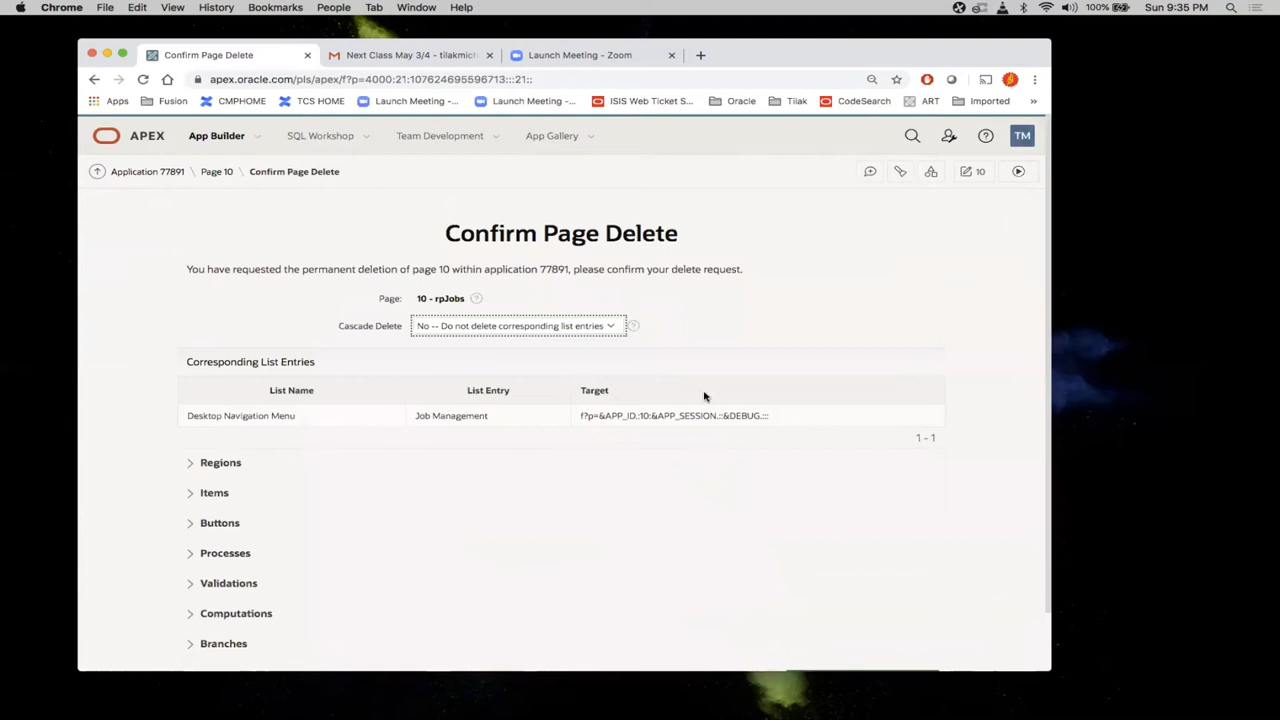 Chrome File Edit View History Bookmarks People Tab Window Help 100% Sun 9:35 PM
Confirm Page Delete Next Class May 3/4 - tilakmich Launch Meeting - Zoom
apex.oracle.com/pls/apex/f?p=4000:21:107624695596713:::21::
Apps Fusion CMPHOME TCS HOME Launch Meeting -... Launch Meeting -... ISIS Web Ticket S... Oracle Tilak CodeSearch ART Imported »
APEX App Builder SQL Workshop Team Development App Gallery TM
Application 77891 \ Page 10 \ Confirm Page Delete 10
Confirm Page Delete
You have requested the permanent deletion of page 10 within application 77891, please confirm your delete request.
Page: 10 - rpJobs
Cascade Delete No -- Do not delete corresponding list entries
Corresponding List Entries
List Name List Entry Target
Desktop Navigation Menu Job Management f?p=&APP_ID.:10:&APP_SESSION.::&DEBUG.:::
1 - 1
Regions
Items
Buttons
Processes
Validations
Computations
Branches